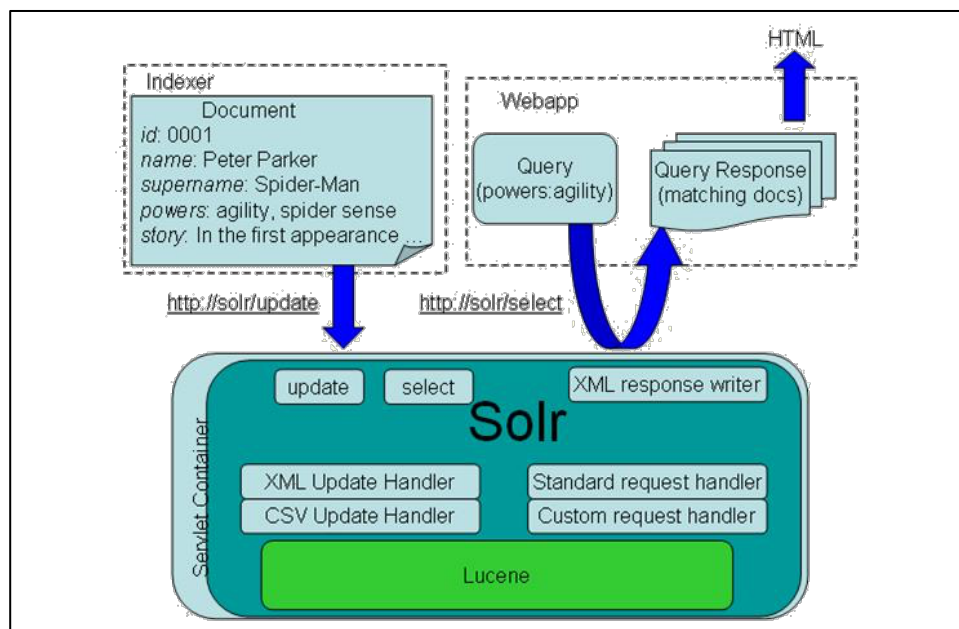 HTML
Indexer
Document
id: 0001
name: Peter Parker
supername: Spider-Man
powers: agility, spider sense
story: In the first appearance ...
Webapp
Query
(powers:agility)
Query Response
(matching docs)
http://solr/update
http://solr/select
Servlet Container
update
select
XML response writer
Solr
XML Update Handler
CSV Update Handler
Standard request handler
Custom request handler
Lucene